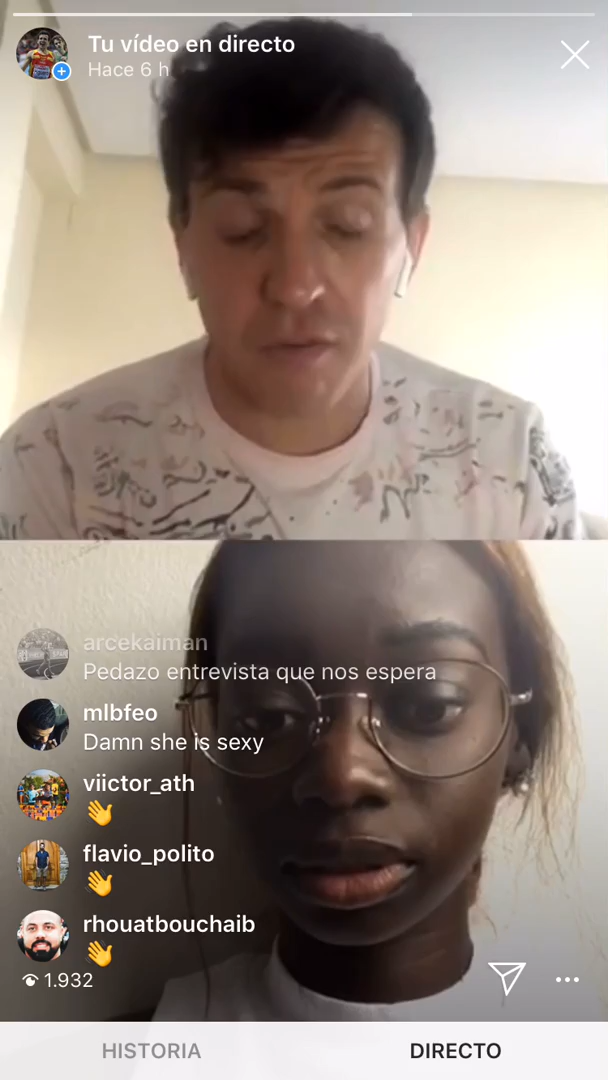 Tu vídeo en directo
Hace 6 h
arcekaiman
Pedazo entrevista que nos espera
mlbfeo
Damn she is sexy
viictor_ath
👋
flavio_polito
👋
rhouatbouchaib
👋
1.932
HISTORIA
DIRECTO